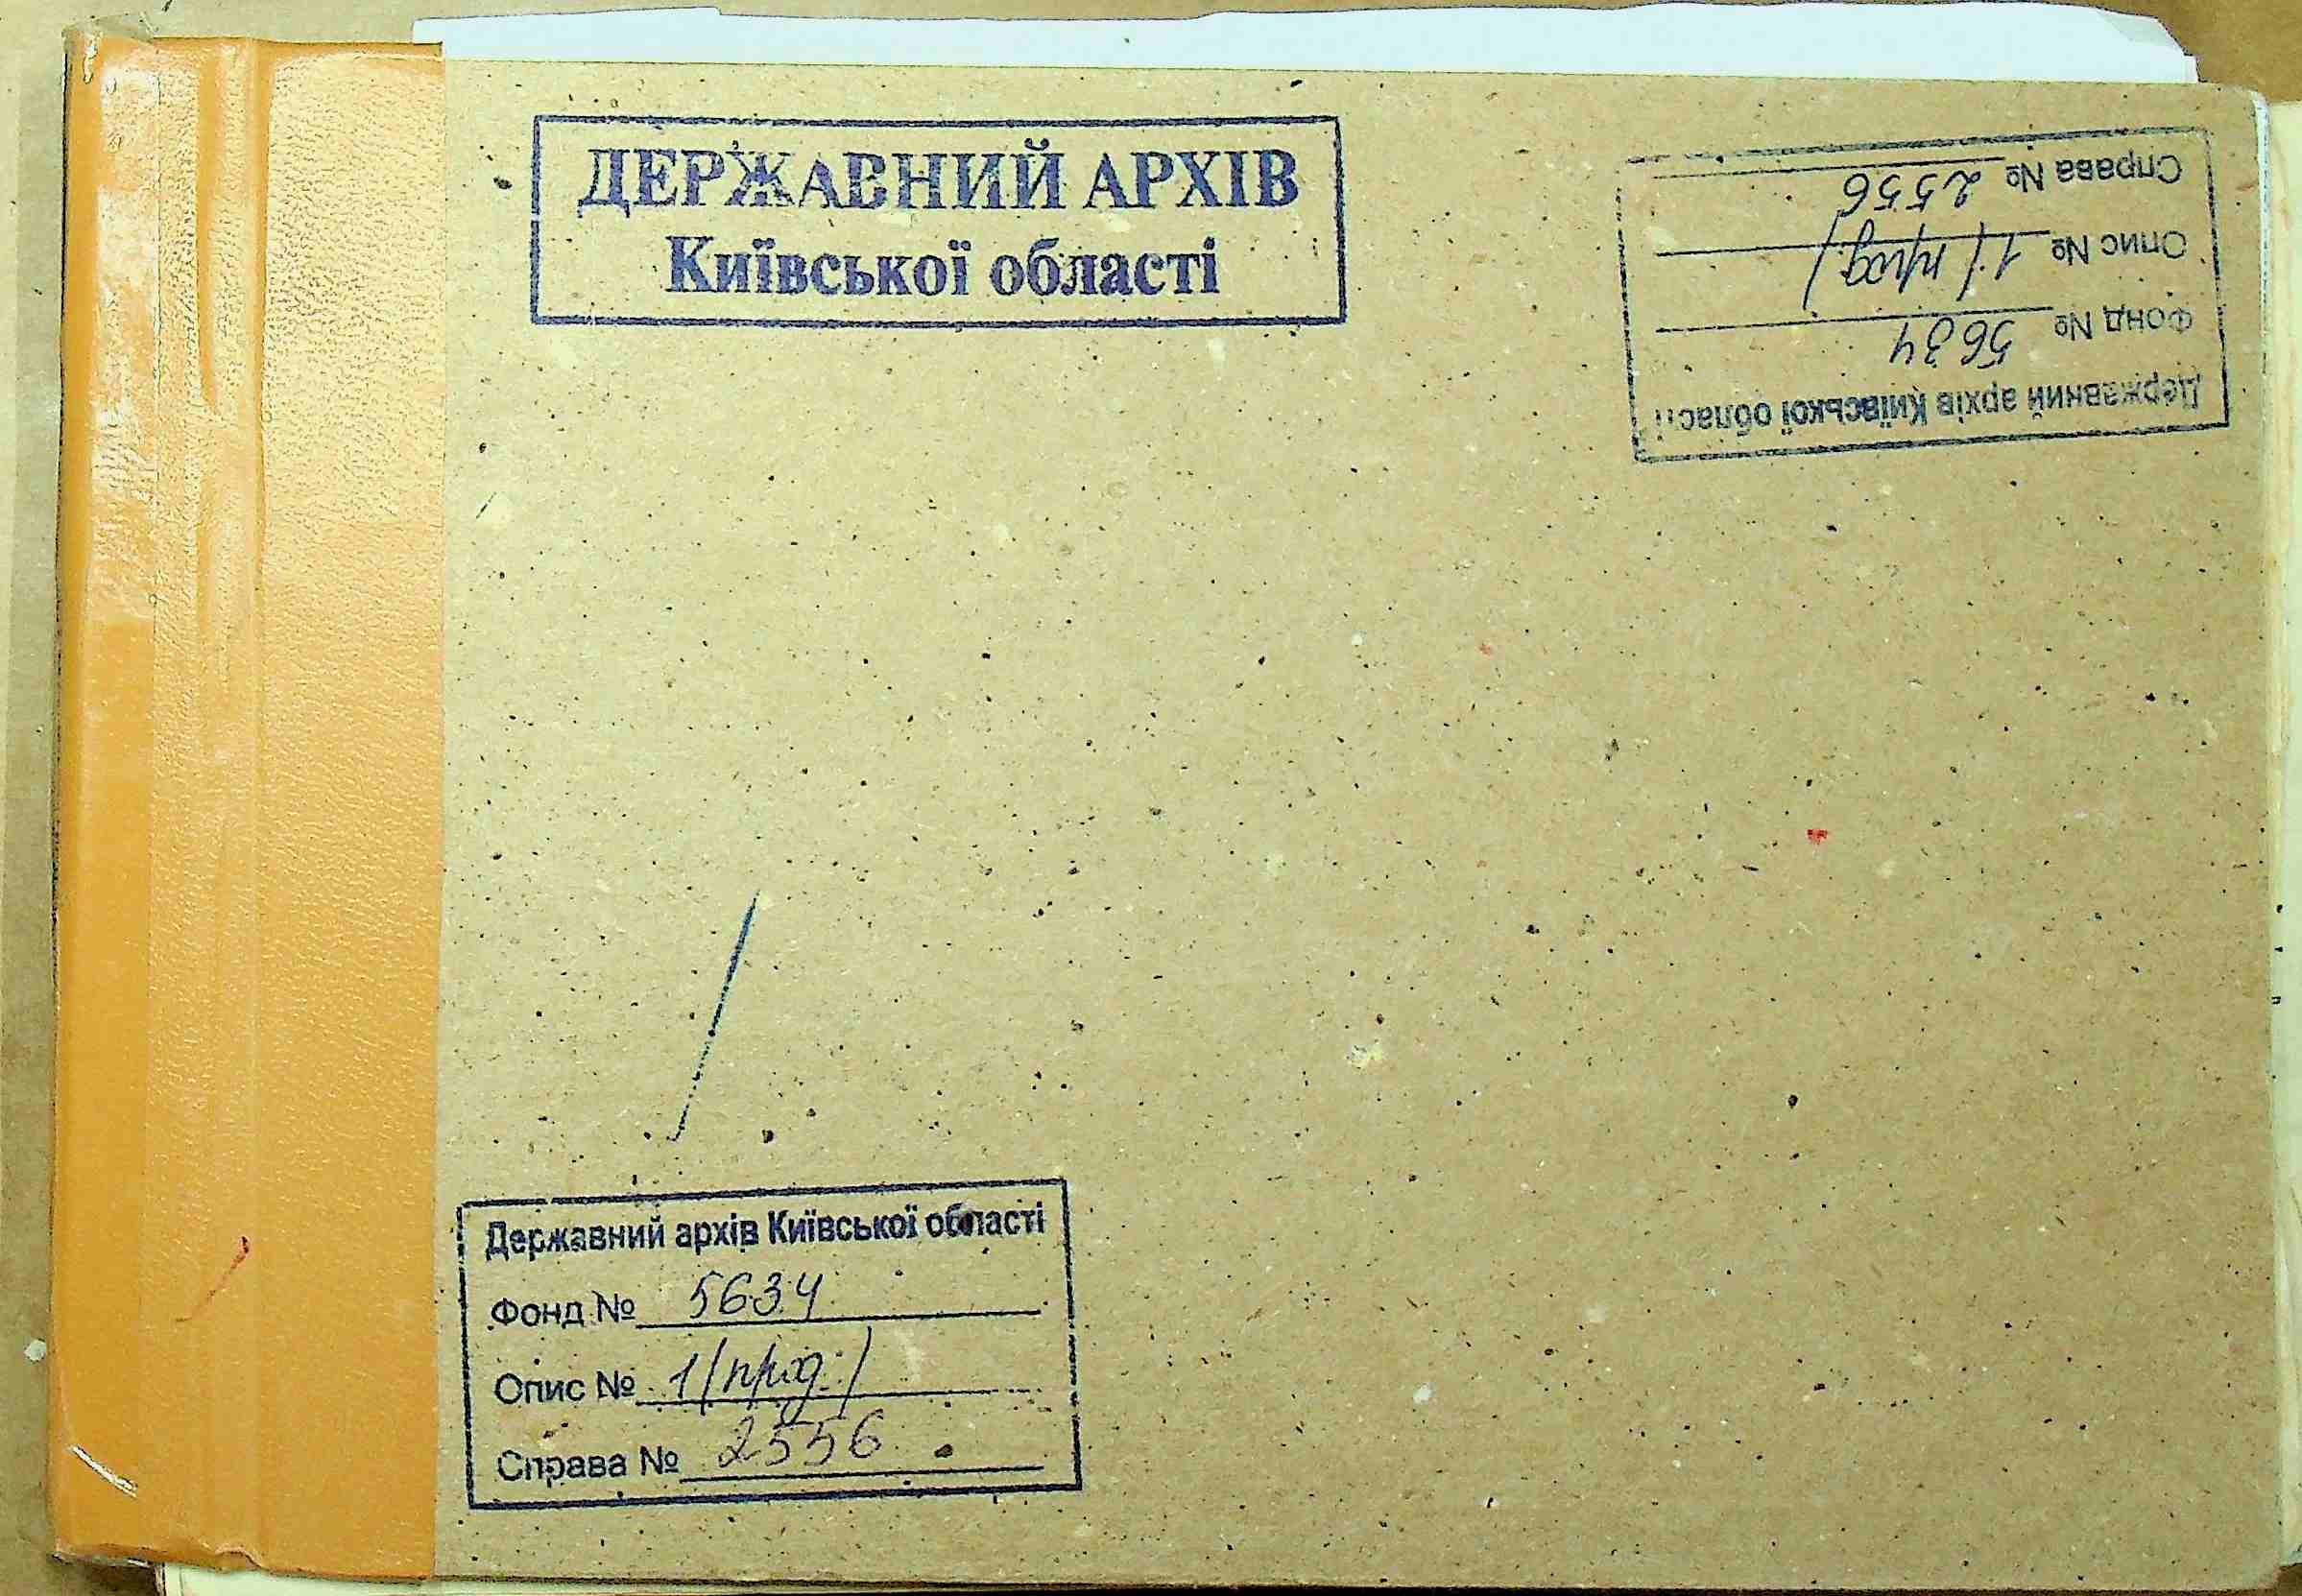 ДЕРЖАВНИЙ АРХІВ
Київської області
Державний архів Київської області
Фонд № 5634
Опис № 1 (прод.)
Справа № 2556
Державний архів Київської області
Фонд № 5634
Опис № 1 (прод.)
Справа № 2556